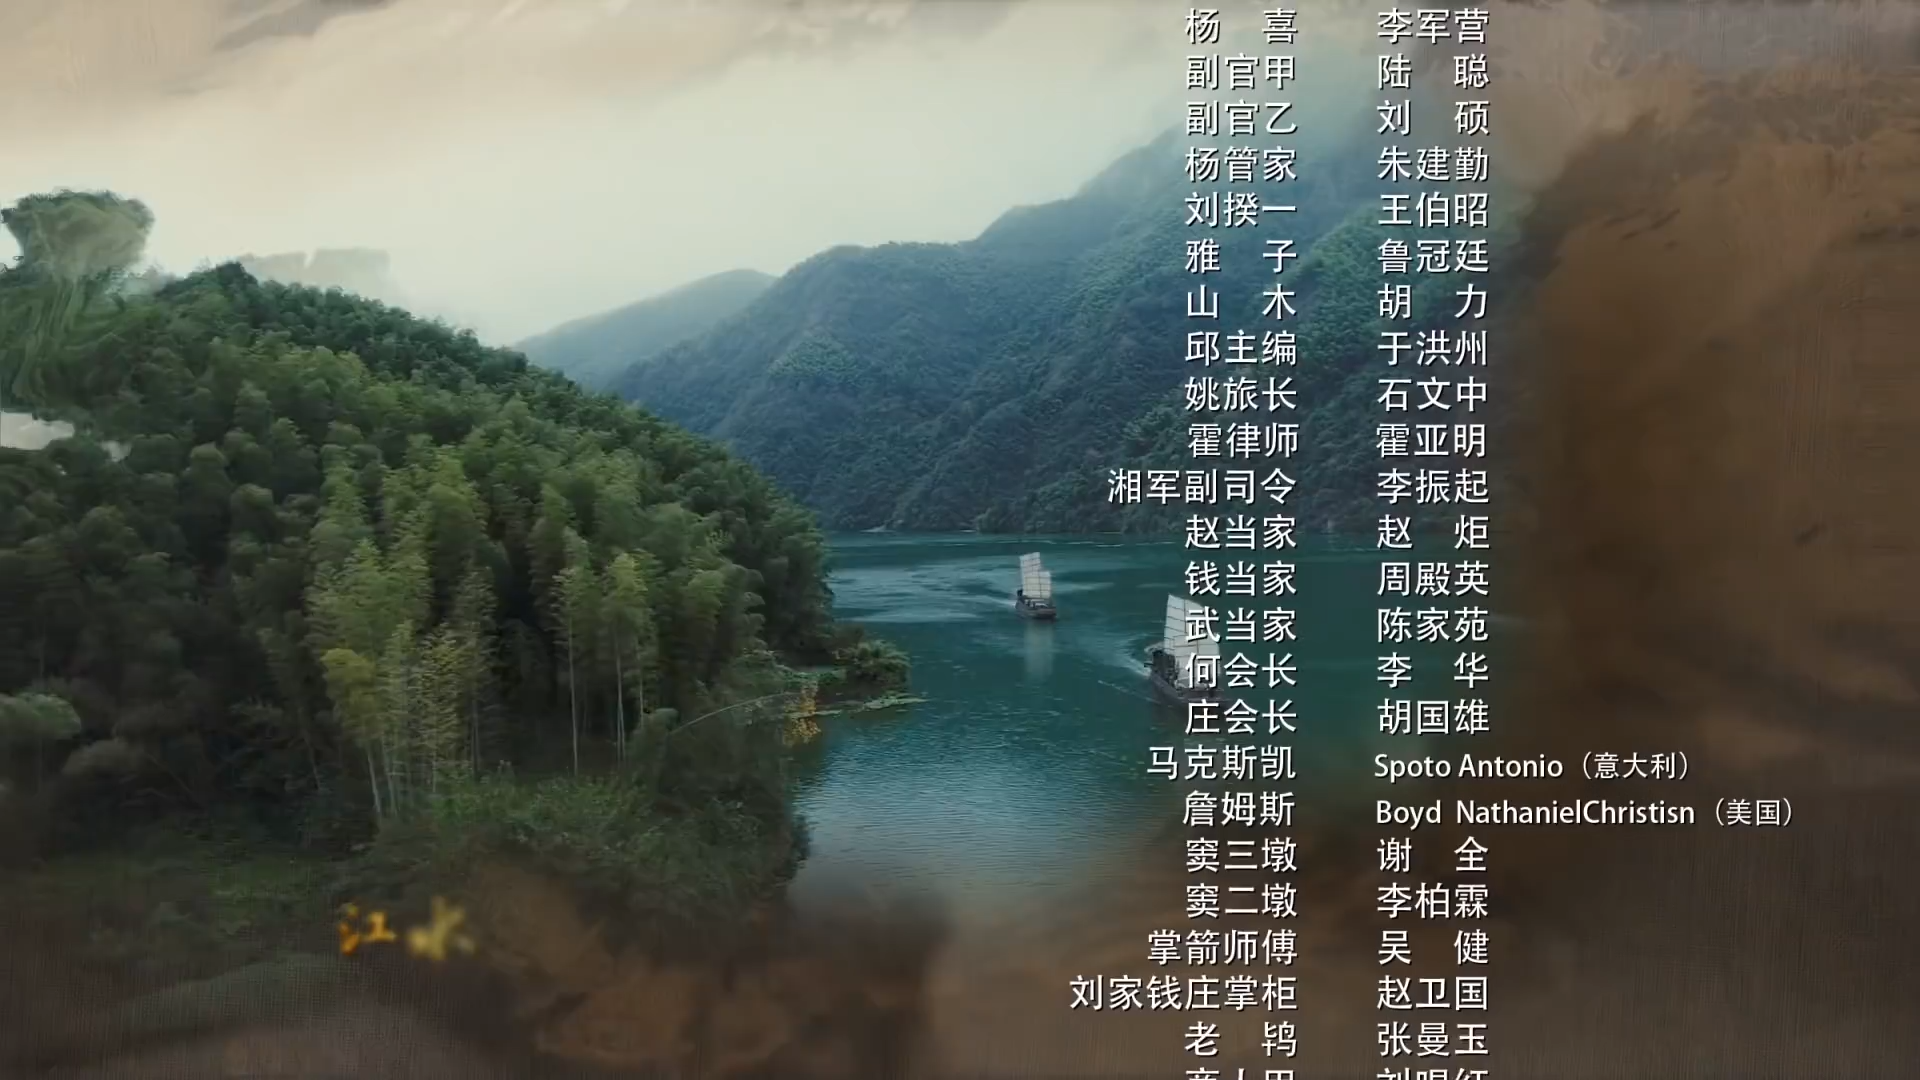 杨 喜 李军营
副官甲 陆 聪
副官乙 刘 硕
杨管家 朱建勤
刘揆一 王伯昭
雅 子 鲁冠廷
山 木 胡 力
邱主编 于洪州
姚旅长 石文中
霍律师 霍亚明
湘军副司令 李振起
赵当家 赵 炬
钱当家 周殿英
武当家 陈家苑
何会长 李 华
庄会长 胡国雄
马克斯凯 Spoto Antonio（意大利）
詹姆斯 Boyd NathanielChristisn（美国）
窦三墩 谢 全
窦二墩 李柏霖
掌箭师傅 吴 健
江水
刘家钱庄掌柜 赵卫国
老 鸨 张曼玉